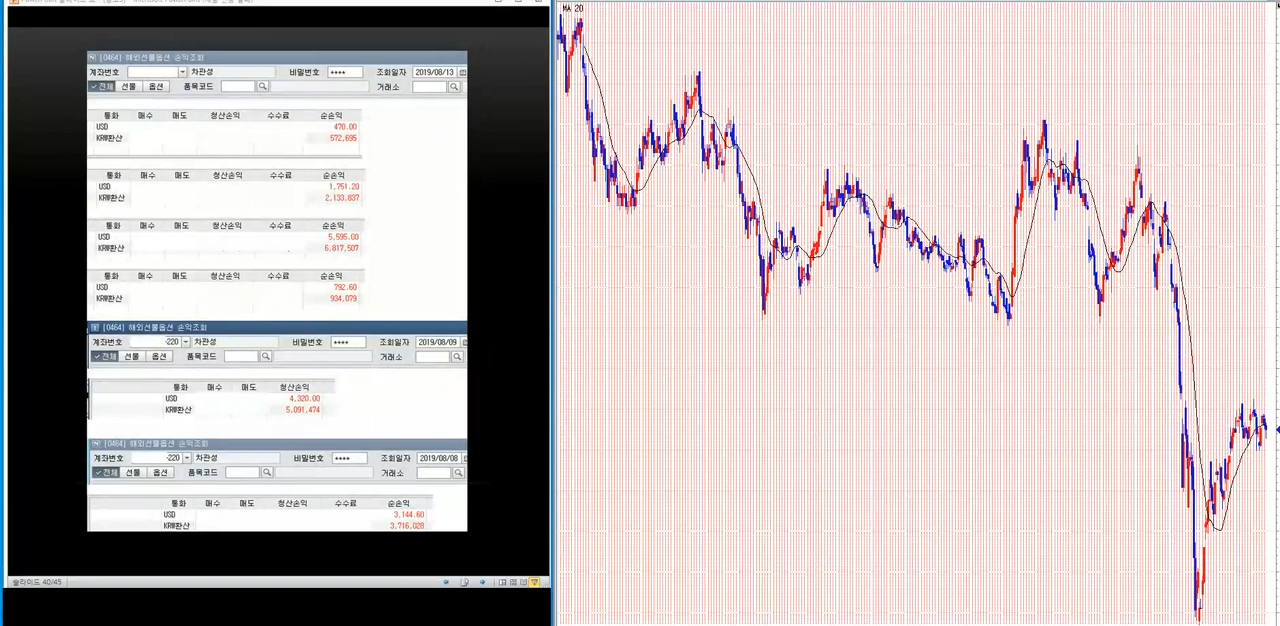 [0464] 해외선물옵션 손익조회
계좌번호 차관성 비밀번호 **** 조회일자 2019/08/13
전체 선물 옵션 품목코드 거래소
통화 매수 매도 청산손익 수수료 순손익
USD 470.00
KRW환산 572,695
통화 매수 매도 청산손익 수수료 순손익
USD 1,751.20
KRW환산 2,133,837
통화 매수 매도 청산손익 수수료 순손익
USD 5,595.00
KRW환산 6,817,507
통화 매수 매도 청산손익 수수료 순손익
USD 792.60
KRW환산 934,079
[0464] 해외선물옵션 손익조회
계좌번호 -220 차관성 비밀번호 **** 조회일자 2019/08/09
전체 선물 옵션 품목코드 거래소
통화 매수 매도 청산손익
USD 4,320.00
KRW환산 5,091,474
[0464] 해외선물옵션 손익조회
계좌번호 -220 차관성 비밀번호 **** 조회일자 2019/08/08
전체 선물 옵션 품목코드 거래소
통화 매수 매도 청산손익 수수료 순손익
USD 3,144.60
KRW환산 3,716,028
슬라이드 40/45
MA 20